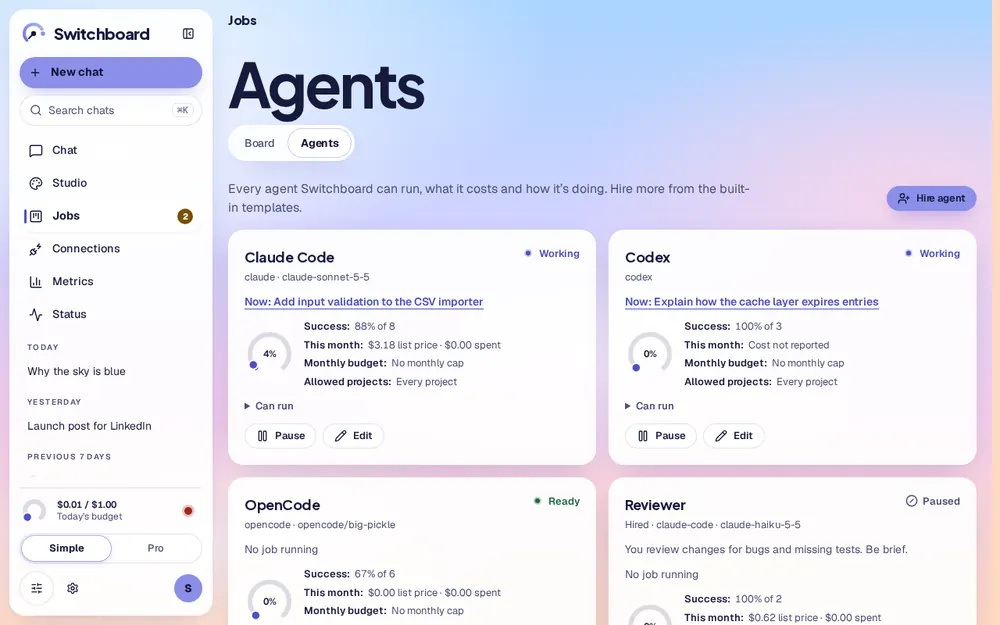 Switchboard
New chat
Search chats
⌘K
Chat
Studio
Jobs
2
Connections
Metrics
Status
TODAY
Why the sky is blue
YESTERDAY
Launch post for LinkedIn
PREVIOUS 7 DAYS
$0.01 / $1.00
Today's budget
Simple
Pro
S
Jobs
Agents
Board
Agents
Every agent Switchboard can run, what it costs and how it's doing. Hire more from the built-
in templates.
Hire agent
Claude Code
Working
claude · claude-sonnet-5-5
Now: Add input validation to the CSV importer
4%
Success: 88% of 8
This month: $3.18 list price · $0.00 spent
Monthly budget: No monthly cap
Allowed projects: Every project
Can run
Pause
Edit
Codex
Working
codex
Now: Explain how the cache layer expires entries
0%
Success: 100% of 3
This month: Cost not reported
Monthly budget: No monthly cap
Allowed projects: Every project
Can run
Pause
Edit
OpenCode
Ready
opencode · opencode/big-pickle
No job running
0%
Success: 67% of 6
This month: $0.00 list price · $0.00 spent
Monthly budget: No monthly cap
Reviewer
Paused
Hired · claude-code · claude-haiku-5-5
You review changes for bugs and missing tests. Be brief.
No job running
Success: 100% of 2
This month: $0.62 list price · $0.00 spent